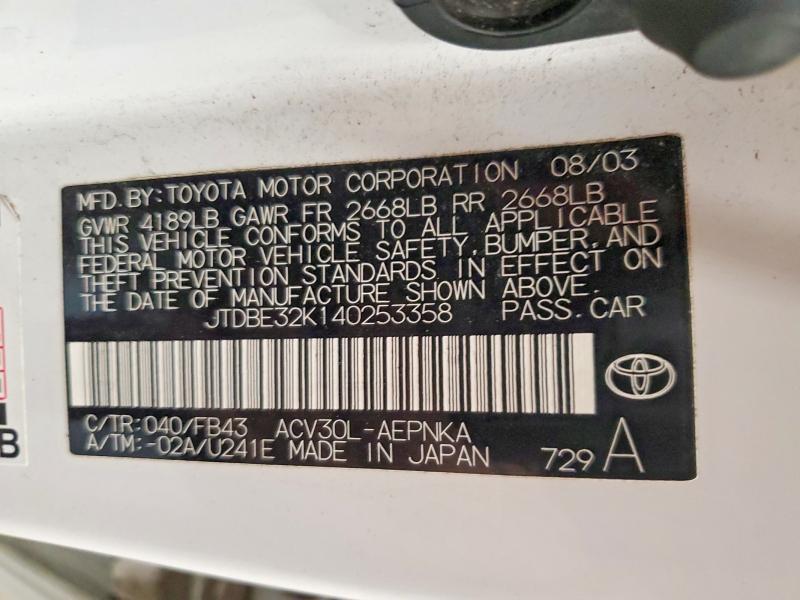 MFD. BY: TOYOTA MOTOR CORPORATION 08/03
GVWR 4189LB GAWR FR 2668LB RR 2668LB
THIS VEHICLE CONFORMS TO ALL APPLICABLE
FEDERAL MOTOR VEHICLE SAFETY, BUMPER, AND
THEFT PREVENTION STANDARDS IN EFFECT ON
THE DATE OF MANUFACTURE SHOWN ABOVE.
JTDBE32K140253358 PASS. CAR
C/TR: 040/FB43 ACV30L-AEPNKA
A/TM: -02A/U241E MADE IN JAPAN 729 A
B